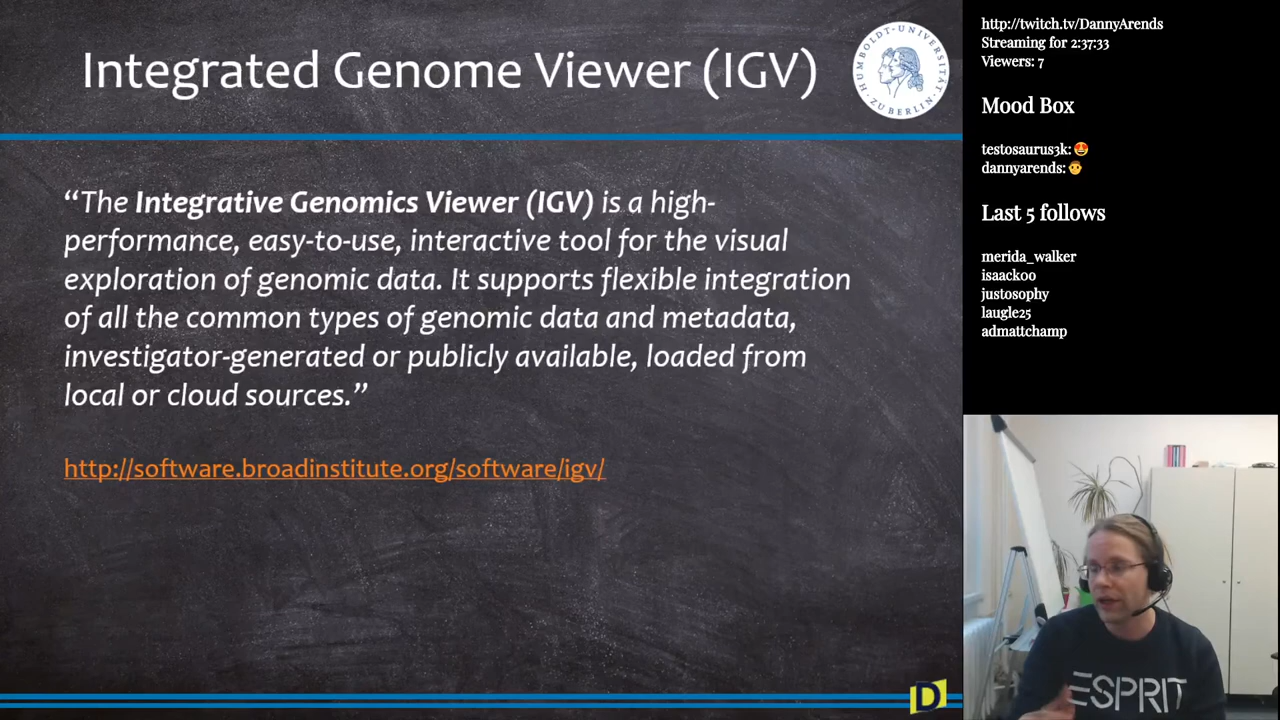 Integrated Genome Viewer (IGV)
HUMBOLDT-UNIVERSITÄT
ZU BERLIN
“The Integrative Genomics Viewer (IGV) is a high-
performance, easy-to-use, interactive tool for the visual
exploration of genomic data. It supports flexible integration
of all the common types of genomic data and metadata,
investigator-generated or publicly available, loaded from
local or cloud sources.”
http://software.broadinstitute.org/software/igv/
D
http://twitch.tv/DannyArends
Streaming for 2:37:33
Viewers: 7
Mood Box
testosaurus3k:🤩
dannyarends:👨
Last 5 follows
merida_walker
isaackoo
justosophy
laugle25
admattchamp
ESPRIT